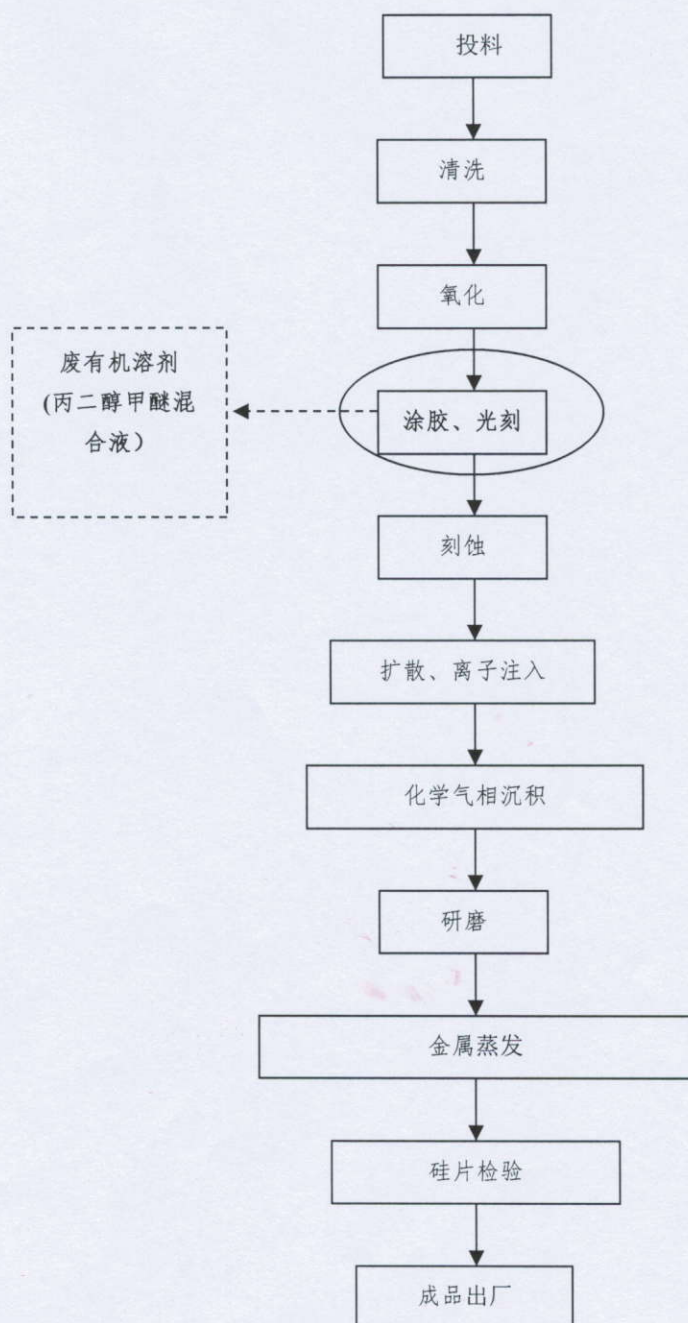 投料
清洗
氧化
废有机溶剂
(丙二醇甲醚混
合液）
涂胶、光刻
刻蚀
扩散、离子注入
化学气相沉积
研磨
金属蒸发
硅片检验
成品出厂